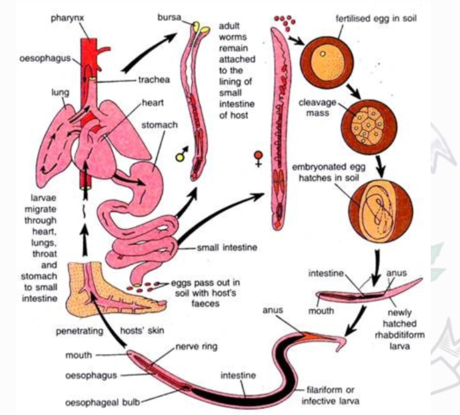 pharynx
bursa
adult
worms
remain
attached
to the
lining of
small
intestine
of host
fertilised egg in soil
oesophagus
trachea
lung
heart
stomach
cleavage
mass
embryonated egg
hatches in soil
larvae
migrate
through
heart,
lungs,
throat
and
stomach
to small
intestine
small intestine
eggs pass out in
soil with host's
faeces
intestine
anus
mouth
newly
hatched
rhabditiform
larva
penetrating hosts' skin
anus
mouth
nerve ring
oesophagus
intestine
oesophageal bulb
filariform or
infective larva